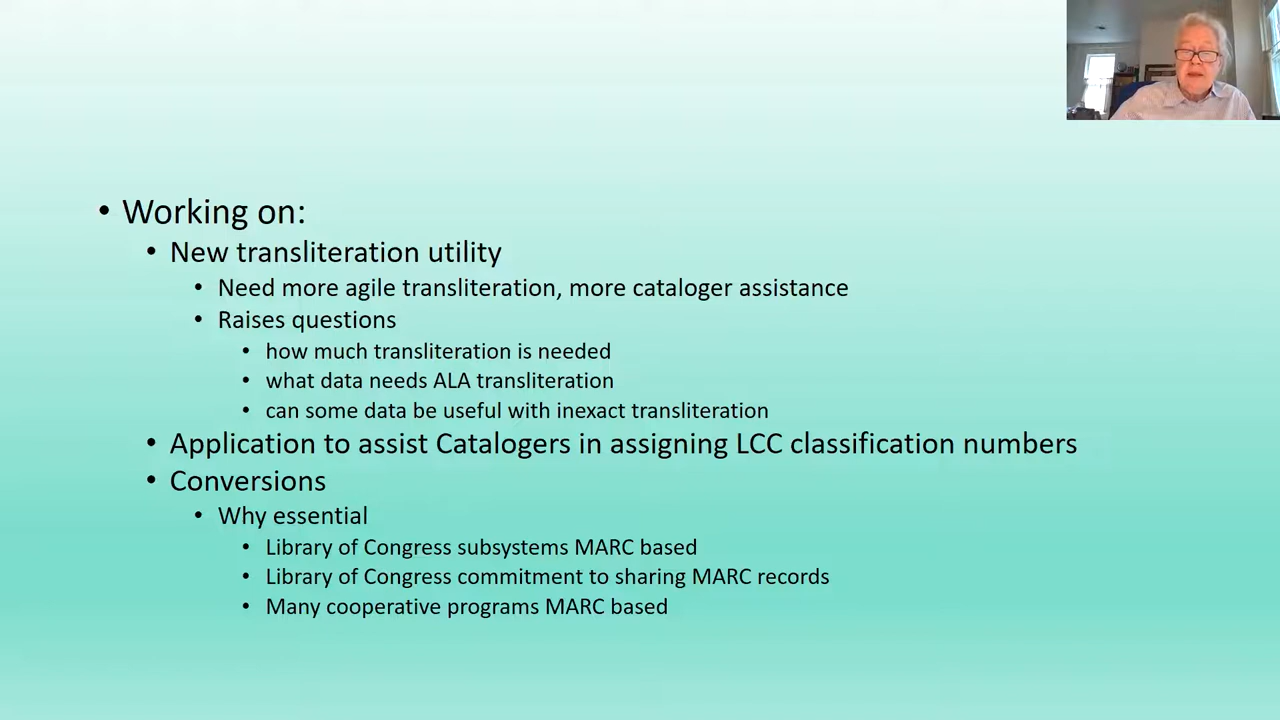 • Working on:
• New transliteration utility
• Need more agile transliteration, more cataloger assistance
• Raises questions
• how much transliteration is needed
• what data needs ALA transliteration
• can some data be useful with inexact transliteration
• Application to assist Catalogers in assigning LCC classification numbers
• Conversions
• Why essential
• Library of Congress subsystems MARC based
• Library of Congress commitment to sharing MARC records
• Many cooperative programs MARC based